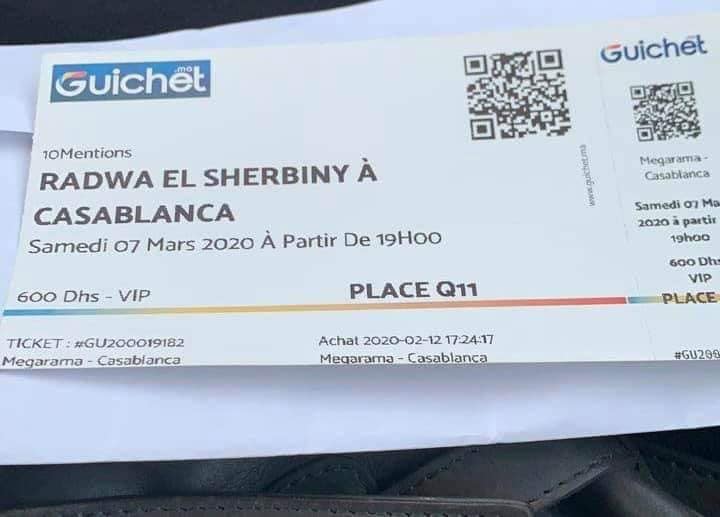 Guichet.ma
10Mentions
RADWA EL SHERBINY À
CASABLANCA
Samedi 07 Mars 2020 À Partir De 19H00
600 Dhs - VIP
PLACE Q11
TICKET : #GU200019182
Megarama - Casablanca
Achat 2020-02-12 17:24:17
Megarama - Casablanca
www.guichet.ma
Guichet
Megarama -
Casablanca
Samedi 07 Ma
2020 à partir
19h00
600 Dhs
VIP
PLACE
#GU200